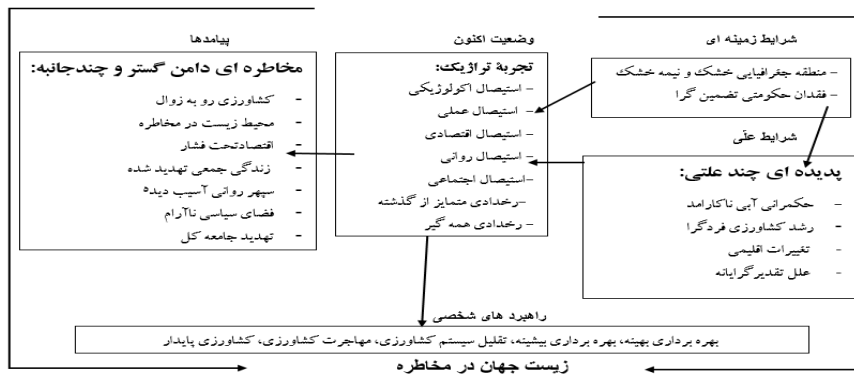 شرایط زمینه ای
- منطقه جغرافیایی خشک و نیمه خشک
- فقدان حکومتی تضمین گرا
شرایط علّی
پدیده ای چند علتی:
- حکمرانی آبی ناکارامد
- رشد کشاورزی فردگرا
- تغییرات اقلیمی
- علل تقدیرگرایانه
وضعیت اکنون
تجربۀ تراژیک:
- استیصال اکولوژیکی
- استیصال عملی
- استیصال اقتصادی
- استیصال روانی
-استیصال اجتماعی
-رخدادی متمایز از گذشته
- رخدادی همه گیر
پیامدها
مخاطره ای دامن گستر و چندجانبه:
- کشاورزی رو به زوال
- محیط زیست در مخاطره
- اقتصادتحت فشار
- زندگی جمعی تهدید شده
- سپهر روانی آسیب دیده
- فضای سیاسی ناآرام
- تهدید جامعه کل
راهبرد های شخصی
بهره برداری بهینه، بهره برداری بیشینه، تقلیل سیستم کشاورزی، مهاجرت کشاورزی، کشاورزی پایدار
زیست جهان در مخاطره